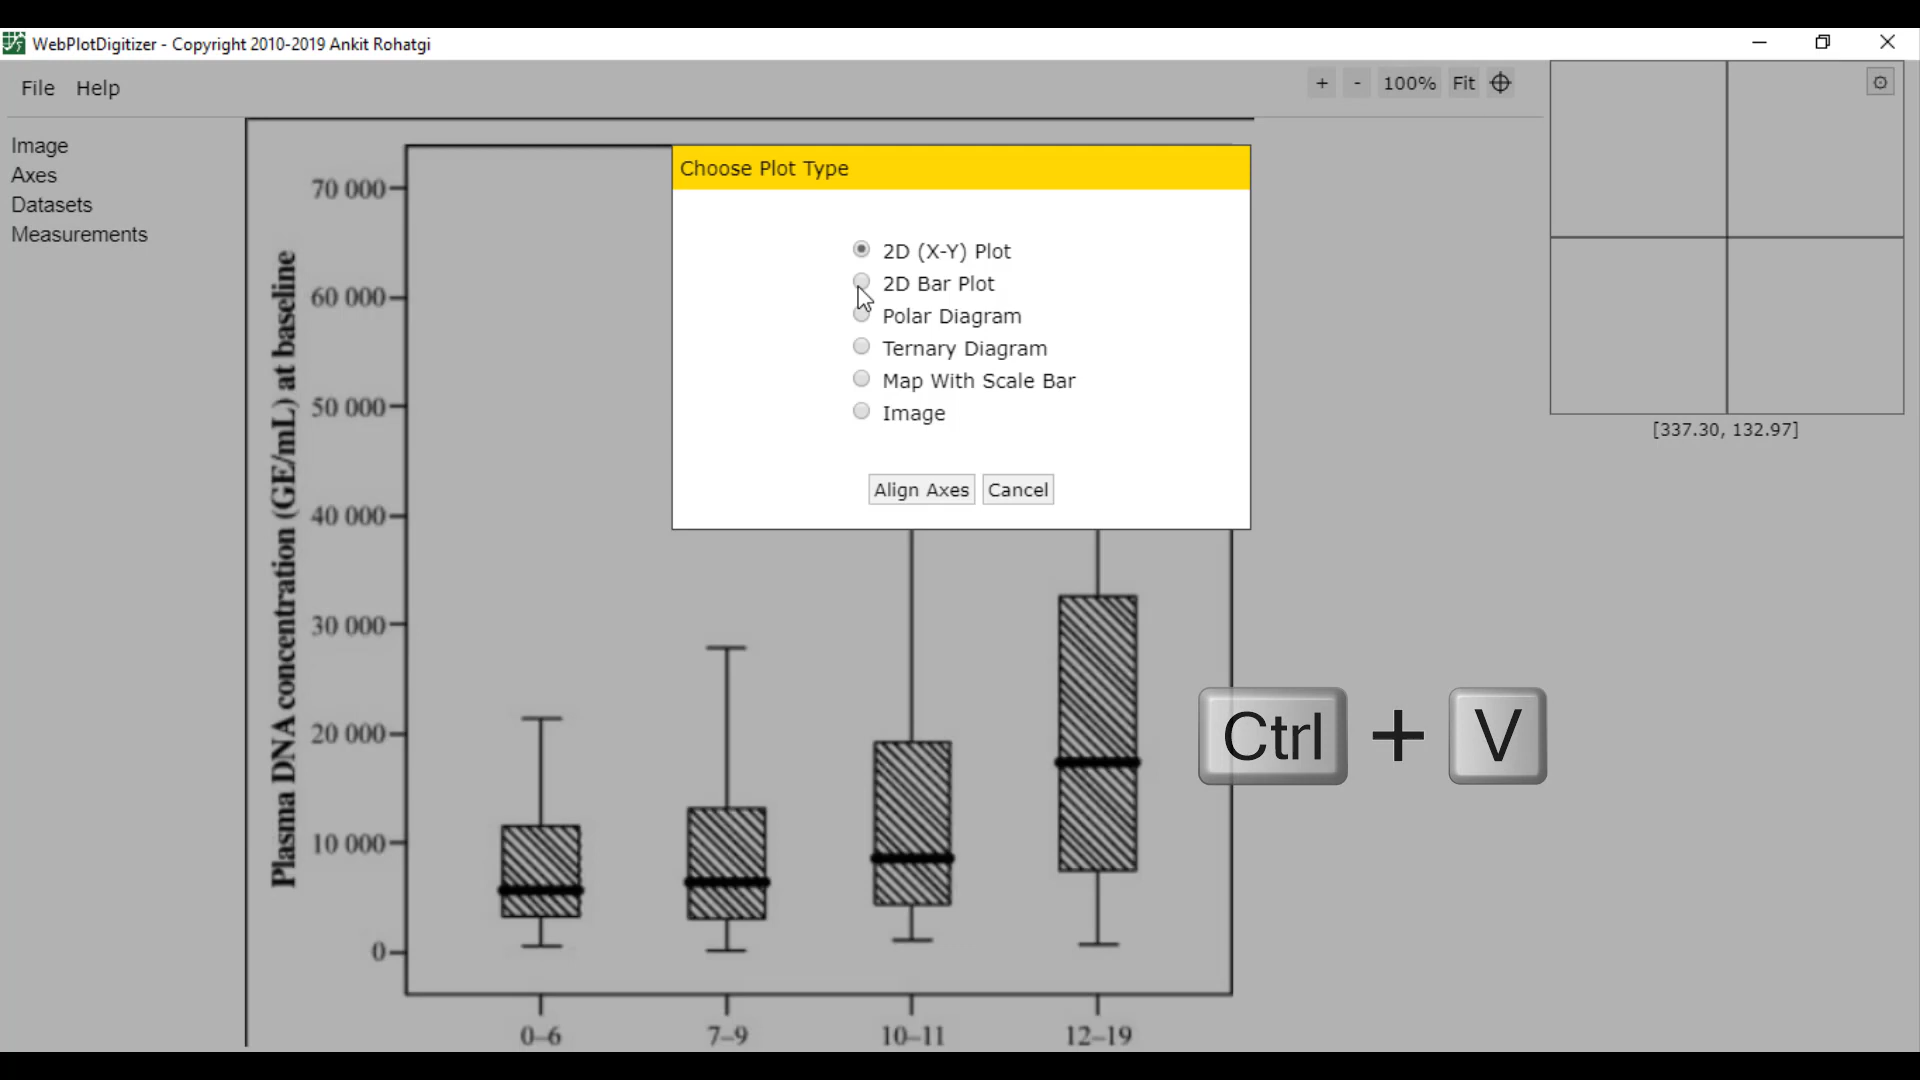 WebPlotDigitizer - Copyright 2010-2019 Ankit Rohatgi
File Help
+ - 100% Fit
Image
Axes
Datasets
Measurements
Choose Plot Type
2D (X-Y) Plot
2D Bar Plot
Polar Diagram
Ternary Diagram
Map With Scale Bar
Image
Align Axes Cancel
[337.30, 132.97]
Plasma DNA concentration (GE/mL) at baseline
70 000
60 000
50 000
40 000
30 000
20 000
10 000
0
0–6 7–9 10–11 12–19
Ctrl + V